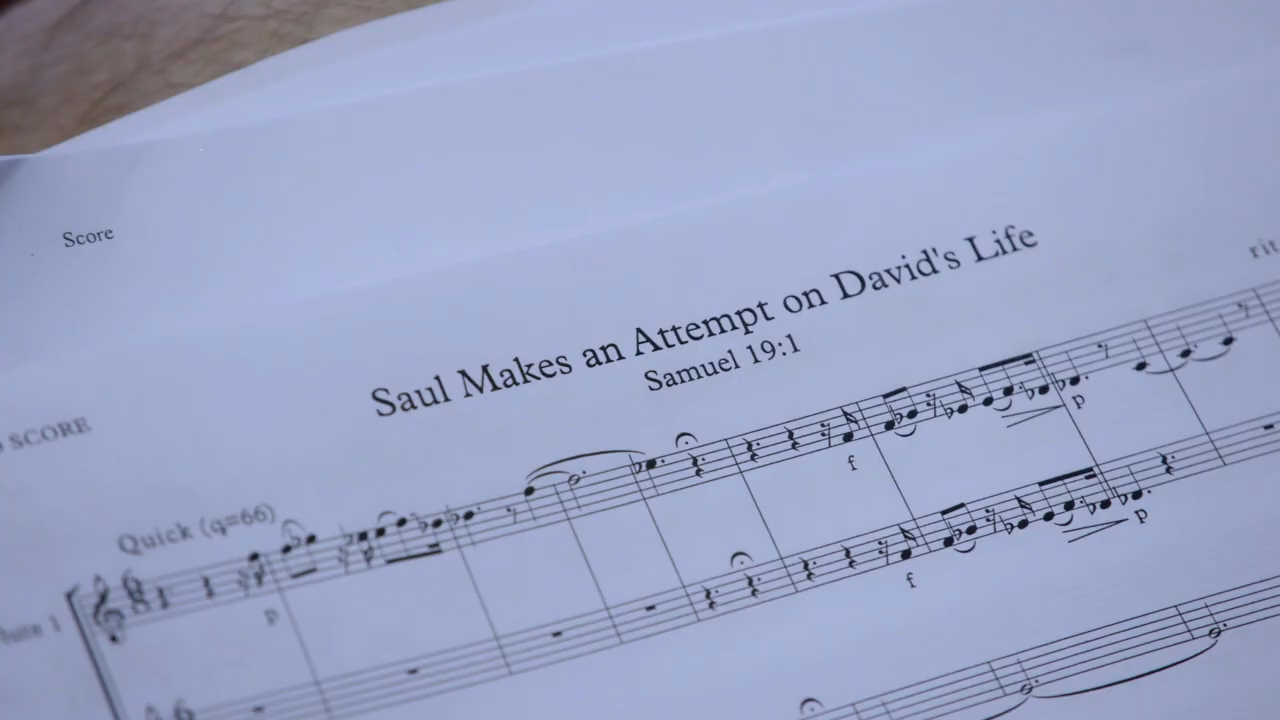 Score
Saul Makes an Attempt on David's Life
Samuel 19:1
SCORE
Quick (q=66)
p
f
p
f
p